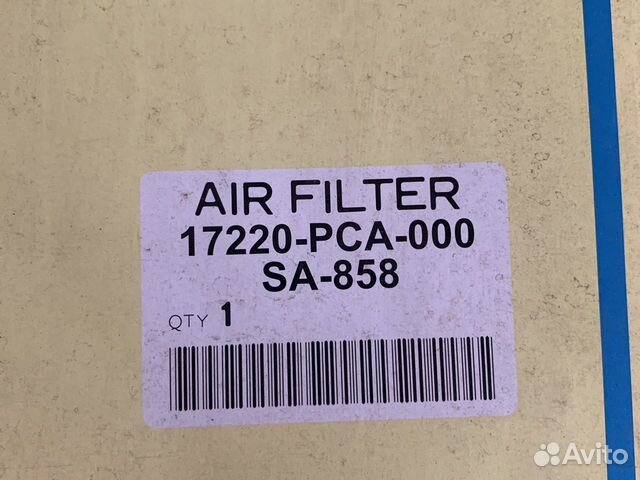 AIR FILTER
17220-PCA-000
SA-858
QTY 1
Avito